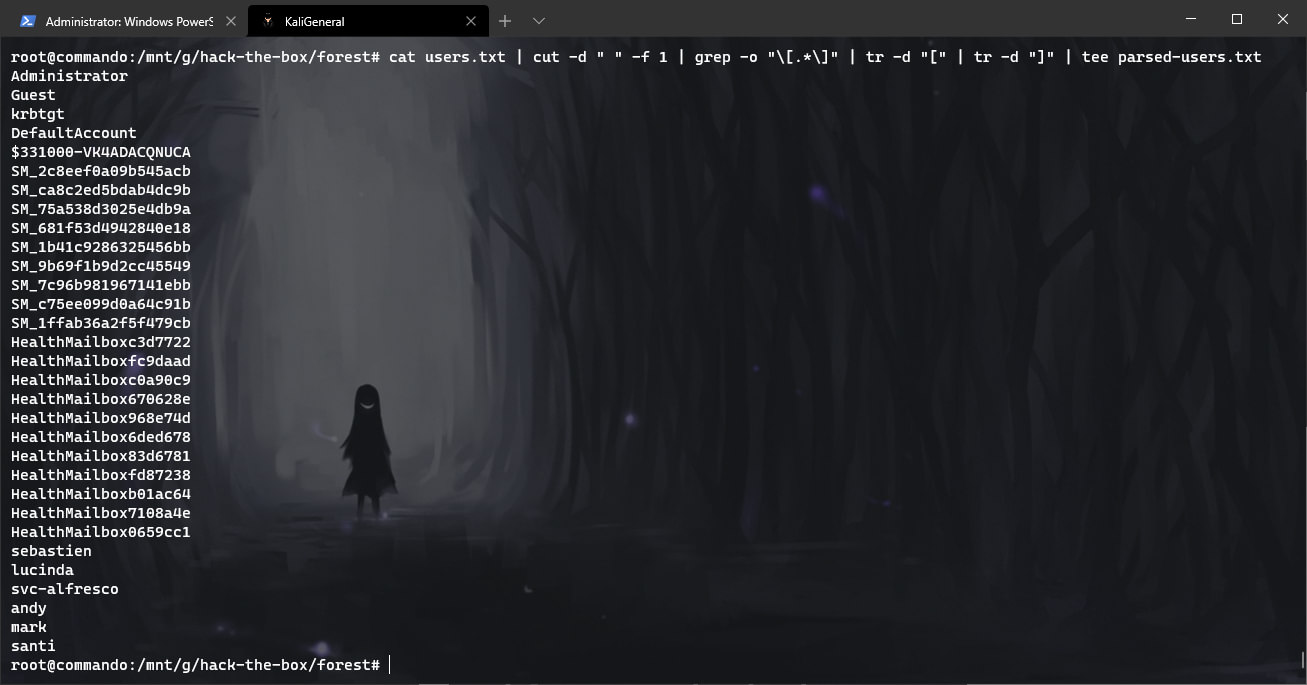 Administrator: Windows PowerS
KaliGeneral
root@commando:/mnt/g/hack-the-box/forest# cat users.txt | cut -d " " -f 1 | grep -o "\[.*\]" | tr -d "[" | tr -d "]" | tee parsed-users.txt
Administrator
Guest
krbtgt
DefaultAccount
$331000-VK4ADACQNUCA
SM_2c8eef0a09b545acb
SM_ca8c2ed5bdab4dc9b
SM_75a538d3025e4db9a
SM_681f53d4942840e18
SM_1b41c9286325456bb
SM_9b69f1b9d2cc45549
SM_7c96b981967141ebb
SM_c75ee099d0a64c91b
SM_1ffab36a2f5f479cb
HealthMailboxc3d7722
HealthMailboxfc9daad
HealthMailboxc0a90c9
HealthMailbox670628e
HealthMailbox968e74d
HealthMailbox6ded678
HealthMailbox83d6781
HealthMailboxfd87238
HealthMailboxb01ac64
HealthMailbox7108a4e
HealthMailbox0659cc1
sebastien
lucinda
svc-alfresco
andy
mark
santi
root@commando:/mnt/g/hack-the-box/forest#